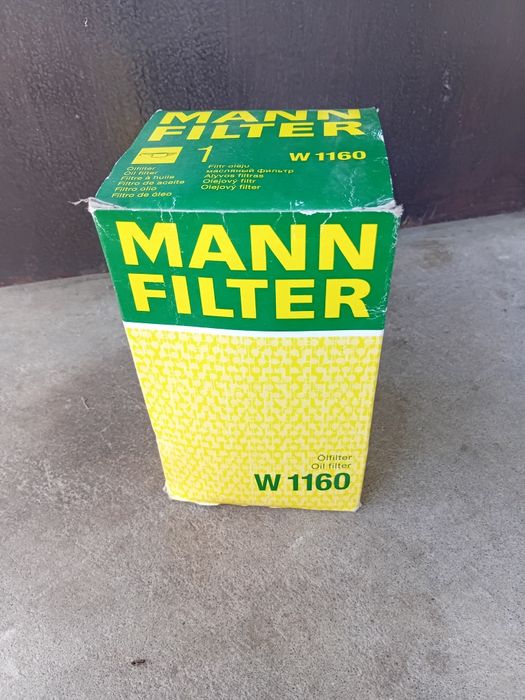 MANN
FILTER
1
W 1160
Ölfilter
Oil filter
Filtre à huile
Filtro de aceite
Filtro olio
Filtro de óleo
Filtr oleju
масляный фильтр
Alyvos filtras
Olejový filtr
Olejový filter
MANN
FILTER
Ölfilter
Oil filter
W 1160